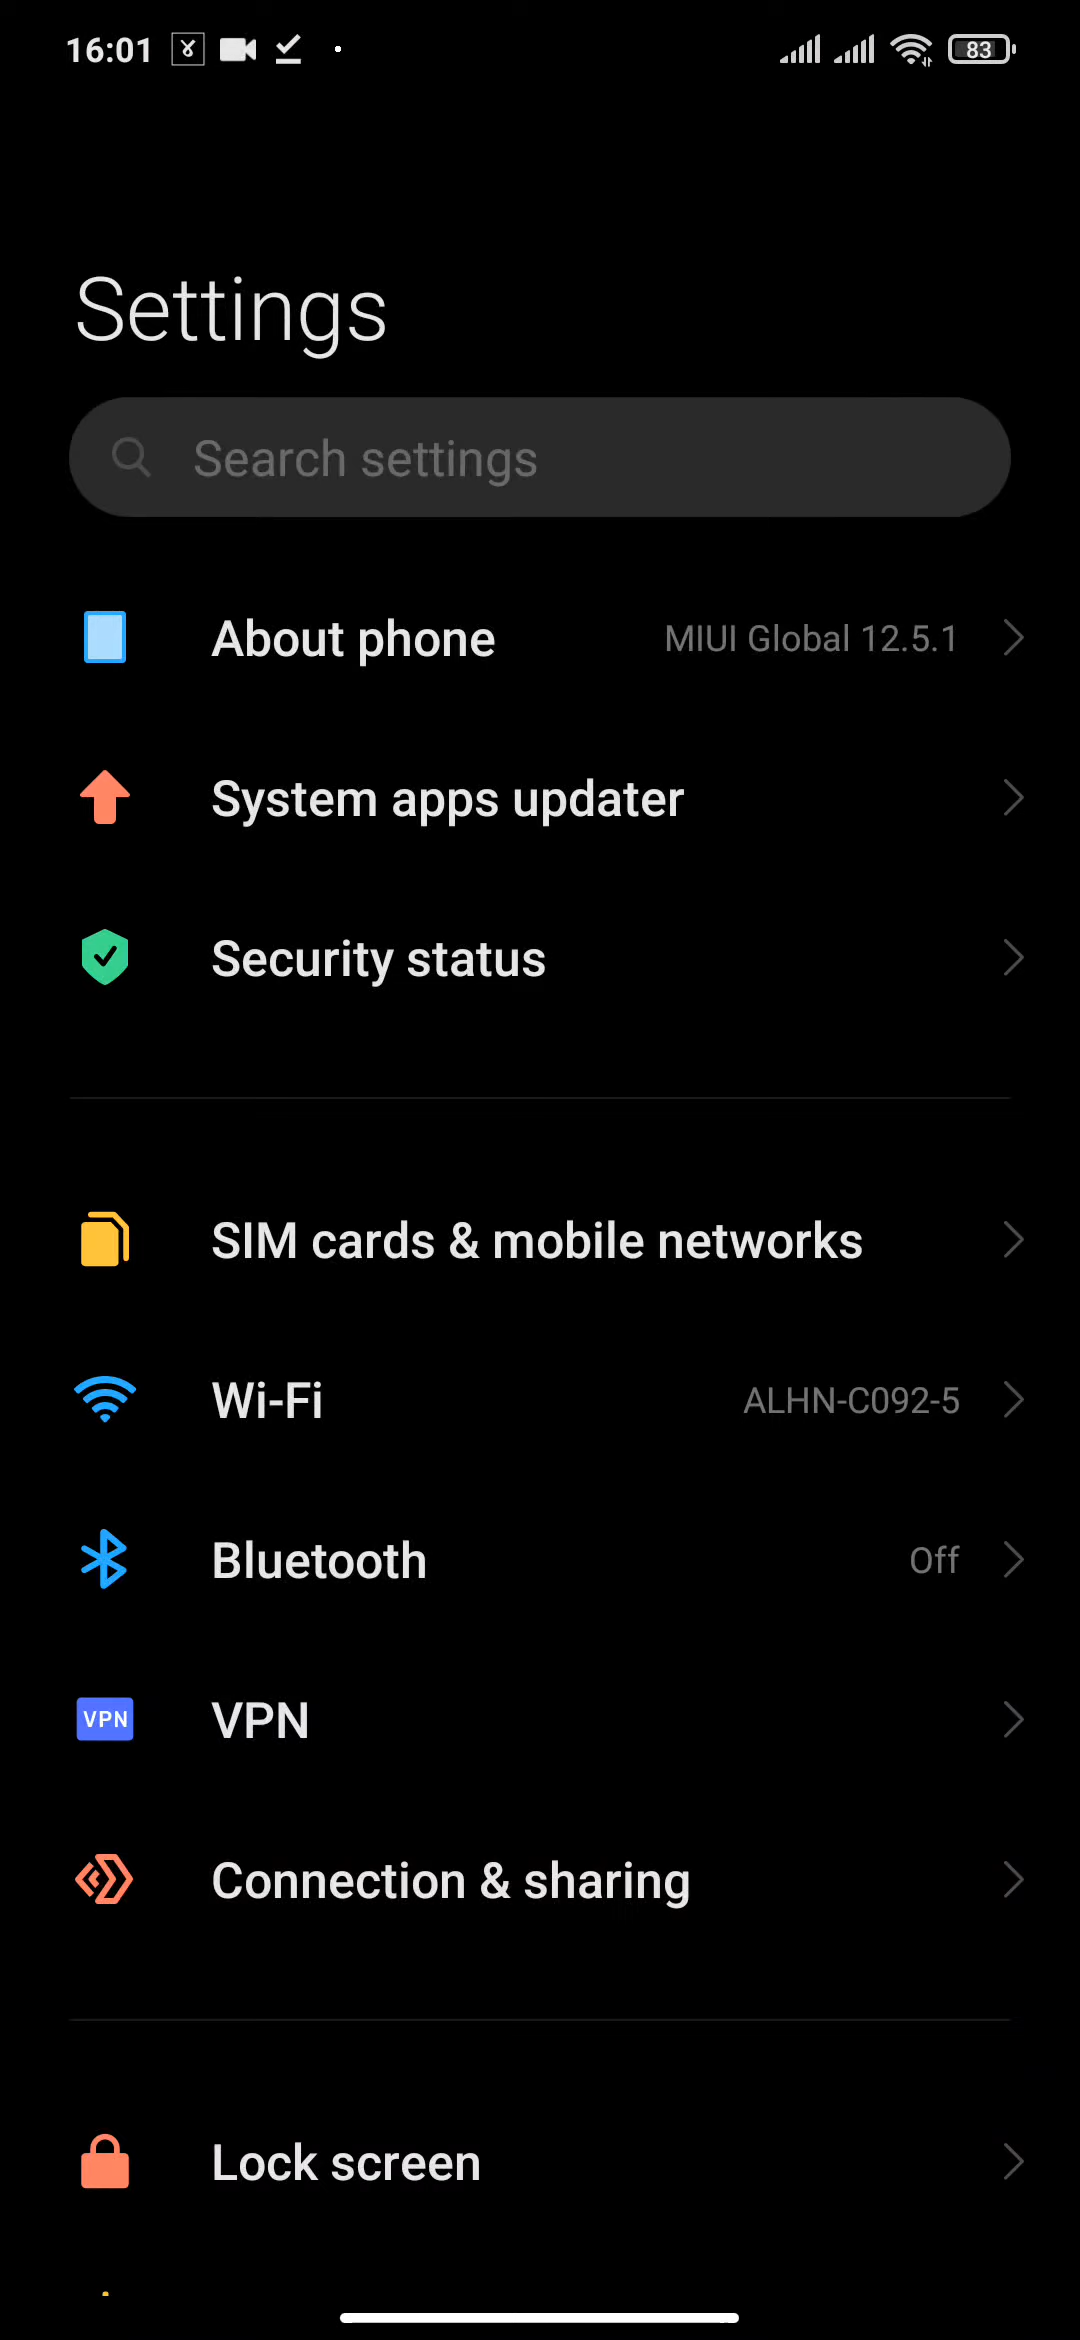 16:01
83
Settings
Search settings
About phone MIUI Global 12.5.1
System apps updater
Security status
SIM cards & mobile networks
Wi-Fi ALHN-C092-5
Bluetooth Off
VPN VPN
Connection & sharing
Lock screen